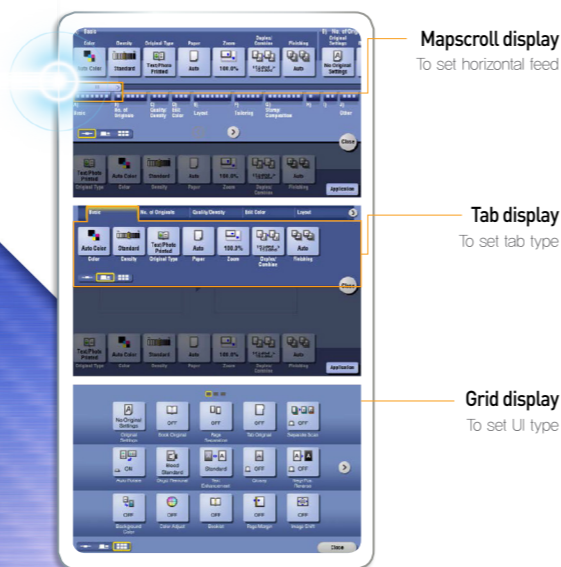 Mapscroll display
To set horizontal feed
Basic
Color Density Original Type Paper Zoom Duplex/ Combine Finishing Original Settings
Auto Color Standard Text/Photo Printed Auto 100.0% Auto No Original Settings
No. of Originals Quality/ Density Edit Color Layout Tailoring Stamp/ Composition Other
Close
Text/Photo Printed Auto Color Standard Auto 100.0% Auto
Original Type Color Density Paper Zoom Duplex/ Combine Finishing Application
Tab display
To set tab type
Basic No. of Originals Quality/Density Edit Color Layout
Auto Color Standard Text/Photo Printed Auto 100.0% Auto
Color Density Original Type Paper Zoom Duplex/ Combine Finishing
Close
Text/Photo Printed Auto Color Standard Auto 100.0% Auto
Original Type Color Density Paper Zoom Duplex/ Combine Finishing Application
Grid display
To set UI type
No Original Settings OFF OFF OFF OFF
Original Settings Book Original Page Separation Tab Original Separate Scan
ON Standard OFF OFF
Auto Rotate Text Enhancement Glossy
OFF OFF OFF OFF OFF
Background Color Color Adjust Booklet Page Margin Image Shift
Close